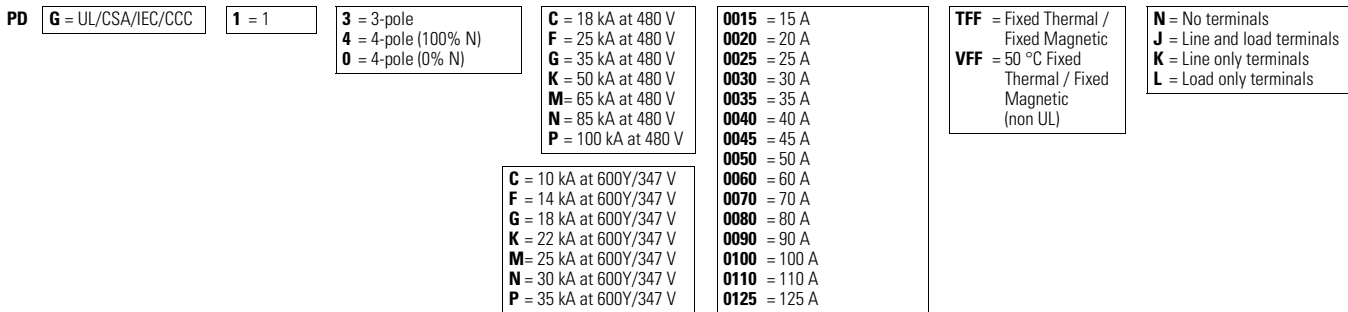 PD
G = UL/CSA/IEC/CCC
1 = 1
3 = 3-pole
4 = 4-pole (100% N)
0 = 4-pole (0% N)
C = 18 kA at 480 V
F = 25 kA at 480 V
G = 35 kA at 480 V
K = 50 kA at 480 V
M= 65 kA at 480 V
N = 85 kA at 480 V
P = 100 kA at 480 V
C = 10 kA at 600Y/347 V
F = 14 kA at 600Y/347 V
G = 18 kA at 600Y/347 V
K = 22 kA at 600Y/347 V
M= 25 kA at 600Y/347 V
N = 30 kA at 600Y/347 V
P = 35 kA at 600Y/347 V
0015 = 15 A
0020 = 20 A
0025 = 25 A
0030 = 30 A
0035 = 35 A
0040 = 40 A
0045 = 45 A
0050 = 50 A
0060 = 60 A
0070 = 70 A
0080 = 80 A
0090 = 90 A
0100 = 100 A
0110 = 110 A
0125 = 125 A
TFF = Fixed Thermal /
Fixed Magnetic
VFF = 50 °C Fixed
Thermal / Fixed
Magnetic
(non UL)
N = No terminals
J = Line and load terminals
K = Line only terminals
L = Load only terminals